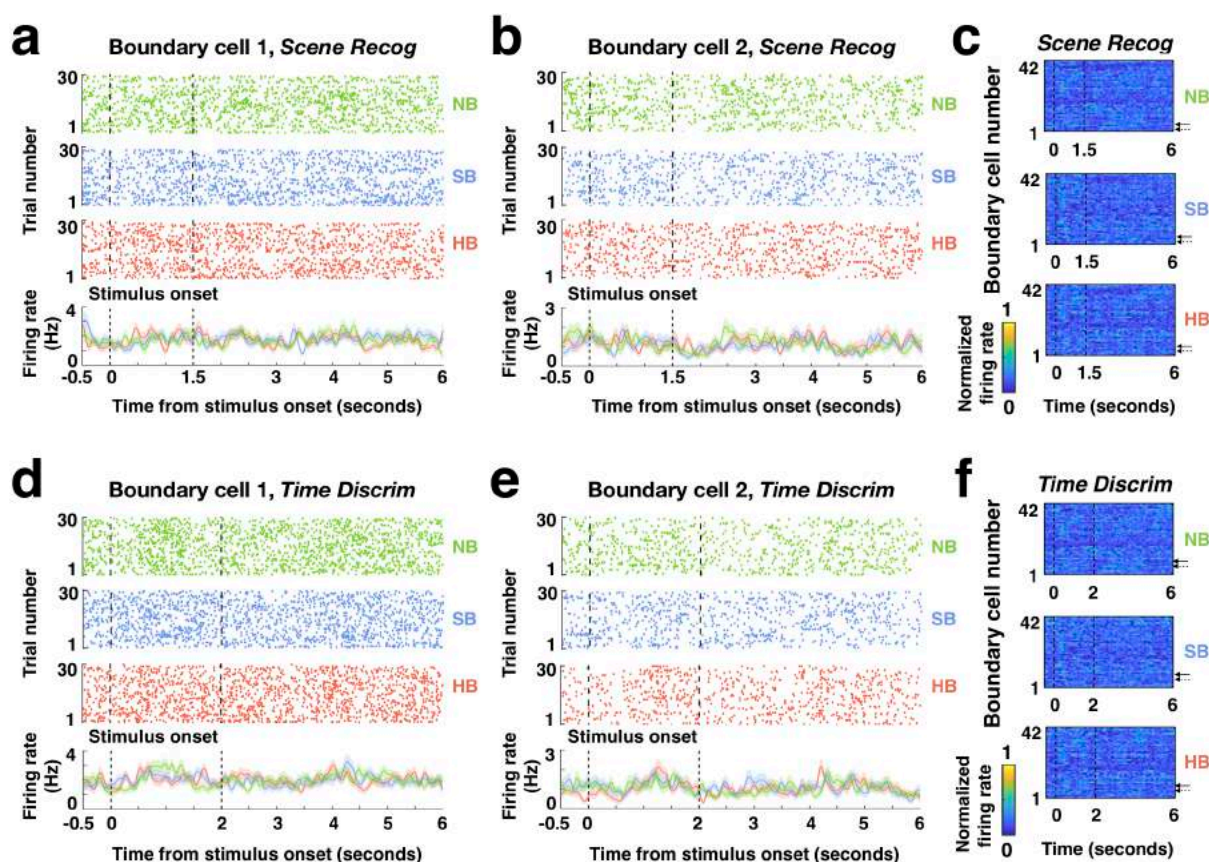 a
Boundary cell 1, Scene Recog
30
1
NB
30
1
SB
30
1
HB
Trial number
Stimulus onset
4
0
Firing rate
(Hz)
-0.5 0 1.5 3 4 5 6
Time from stimulus onset (seconds)
b
Boundary cell 2, Scene Recog
30
1
NB
30
1
SB
30
1
HB
Trial number
Stimulus onset
3
0
Firing rate
(Hz)
-0.5 0 1.5 3 4 5 6
Time from stimulus onset (seconds)
c
Scene Recog
42
1
NB
0 1.5 6
42
1
SB
0 1.5 6
42
1
HB
0 1.5 6
Boundary cell number
1
0
Normalized
firing rate
Time (seconds)
d
Boundary cell 1, Time Discrim
30
1
NB
30
1
SB
30
1
HB
Trial number
Stimulus onset
4
0
Firing rate
(Hz)
-0.5 0 2 3 4 5 6
Time from stimulus onset (seconds)
e
Boundary cell 2, Time Discrim
30
1
NB
30
1
SB
30
1
HB
Trial number
Stimulus onset
3
0
Firing rate
(Hz)
-0.5 0 2 3 4 5 6
Time from stimulus onset (seconds)
f
Time Discrim
42
1
NB
0 2 6
42
1
SB
0 2 6
42
1
HB
0 2 6
Boundary cell number
1
0
Normalized
firing rate
Time (seconds)